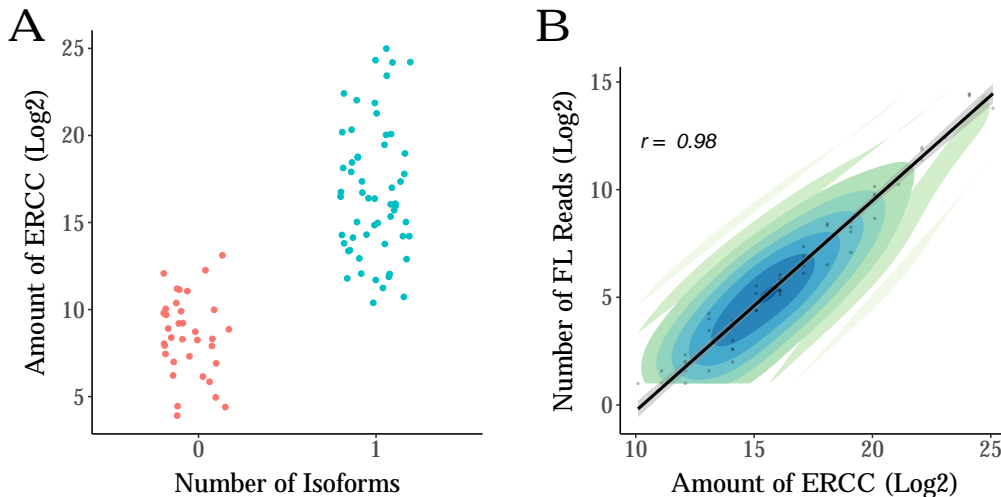 A
Amount of ERCC (Log2)
25
20
15
10
5
0
1
Number of Isoforms
B
Number of FL Reads (Log2)
15
10
5
0
r = 0.98
10
15
20
25
Amount of ERCC (Log2)